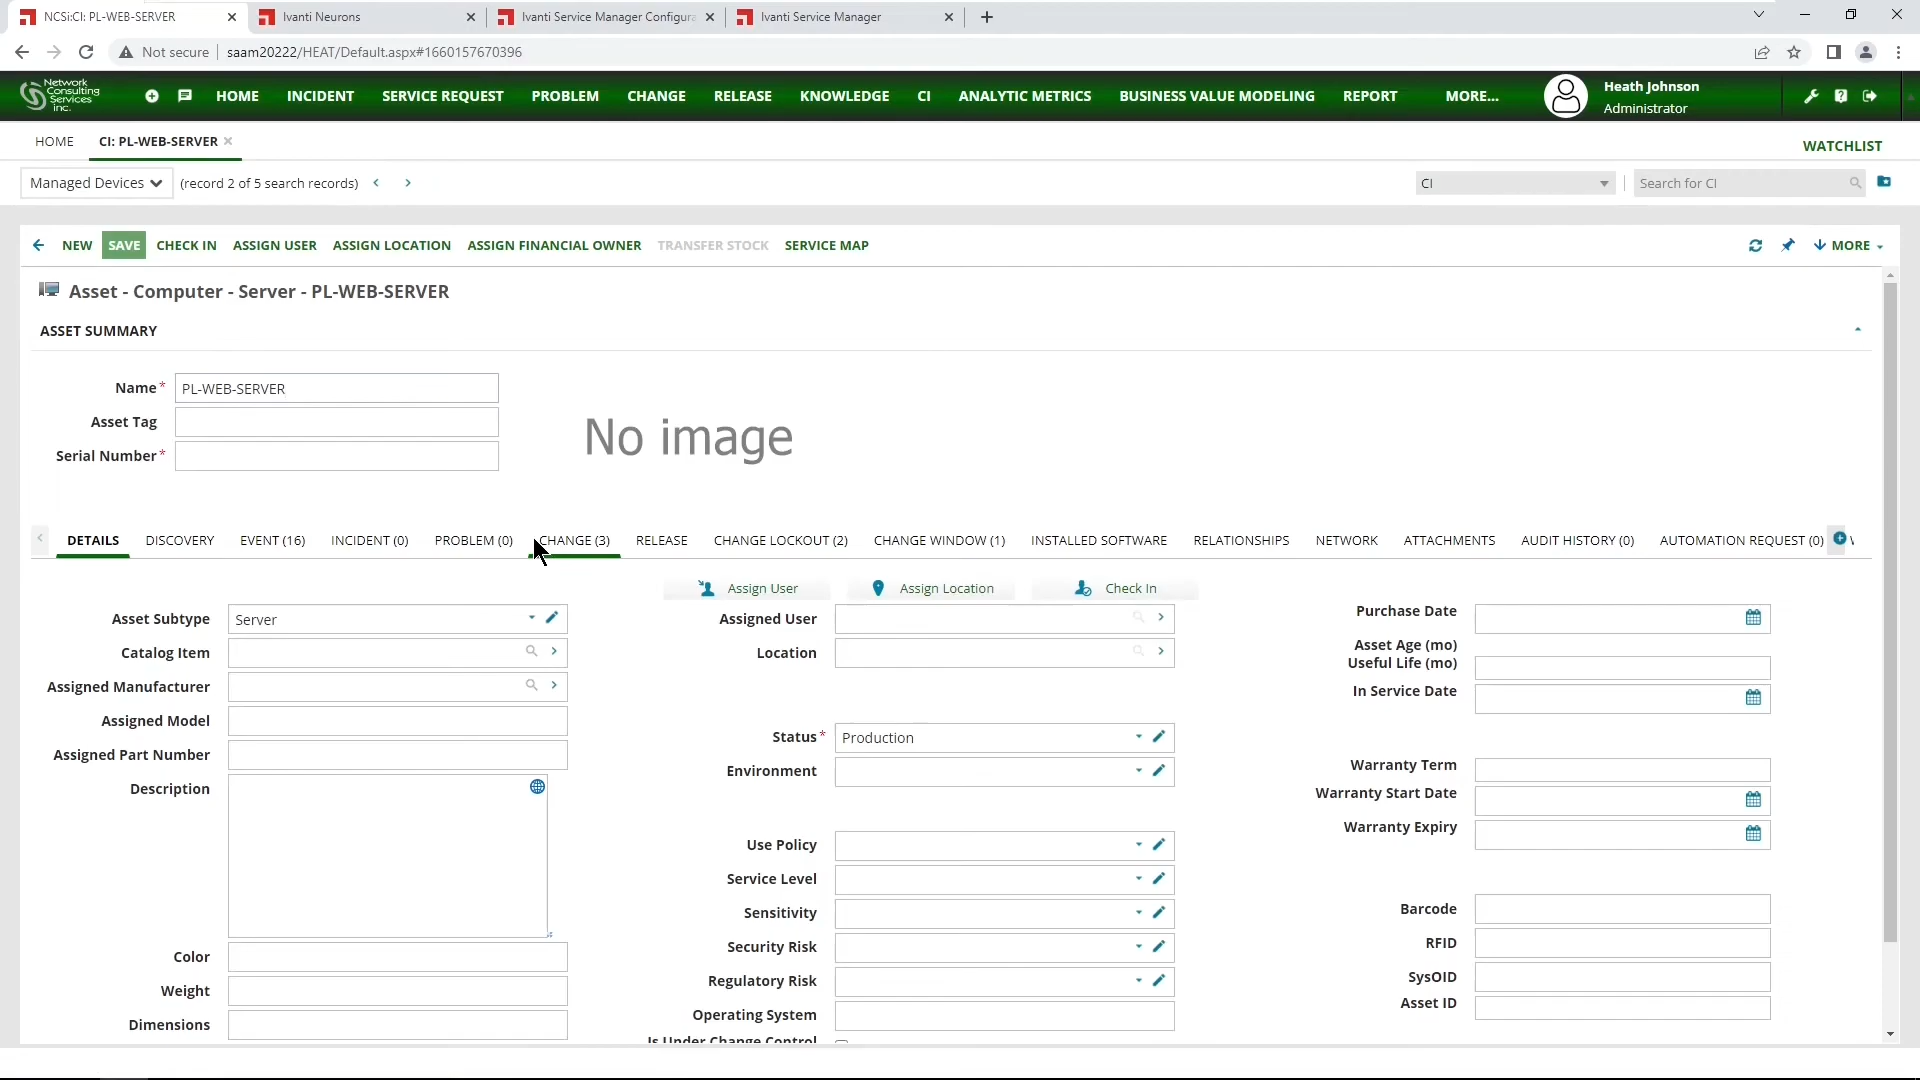 NCSi:CI: PL-WEB-SERVER
Ivanti Neurons
Ivanti Service Manager Configura
Ivanti Service Manager
Not secure
saam20222/HEAT/Default.aspx#1660157670396
Network
Consulting
Services
inc.
HOME
INCIDENT
SERVICE REQUEST
PROBLEM
CHANGE
RELEASE
KNOWLEDGE
CI
ANALYTIC METRICS
BUSINESS VALUE MODELING
REPORT
MORE...
Heath Johnson
Administrator
HOME
CI: PL-WEB-SERVER
WATCHLIST
Managed Devices
(record 2 of 5 search records)
CI
Search for CI
NEW
SAVE
CHECK IN
ASSIGN USER
ASSIGN LOCATION
ASSIGN FINANCIAL OWNER
TRANSFER STOCK
SERVICE MAP
MORE
Asset - Computer - Server - PL-WEB-SERVER
ASSET SUMMARY
Name*
PL-WEB-SERVER
Asset Tag
Serial Number*
No image
DETAILS
DISCOVERY
EVENT (16)
INCIDENT (0)
PROBLEM (0)
CHANGE (3)
RELEASE
CHANGE LOCKOUT (2)
CHANGE WINDOW (1)
INSTALLED SOFTWARE
RELATIONSHIPS
NETWORK
ATTACHMENTS
AUDIT HISTORY (0)
AUTOMATION REQUEST (0)
Assign User
Assign Location
Check In
Asset Subtype
Server
Catalog Item
Assigned Manufacturer
Assigned Model
Assigned Part Number
Description
Color
Weight
Dimensions
Assigned User
Location
Status*
Production
Environment
Use Policy
Service Level
Sensitivity
Security Risk
Regulatory Risk
Operating System
Is Under Change Control
Purchase Date
Asset Age (mo)
Useful Life (mo)
In Service Date
Warranty Term
Warranty Start Date
Warranty Expiry
Barcode
RFID
SysOID
Asset ID